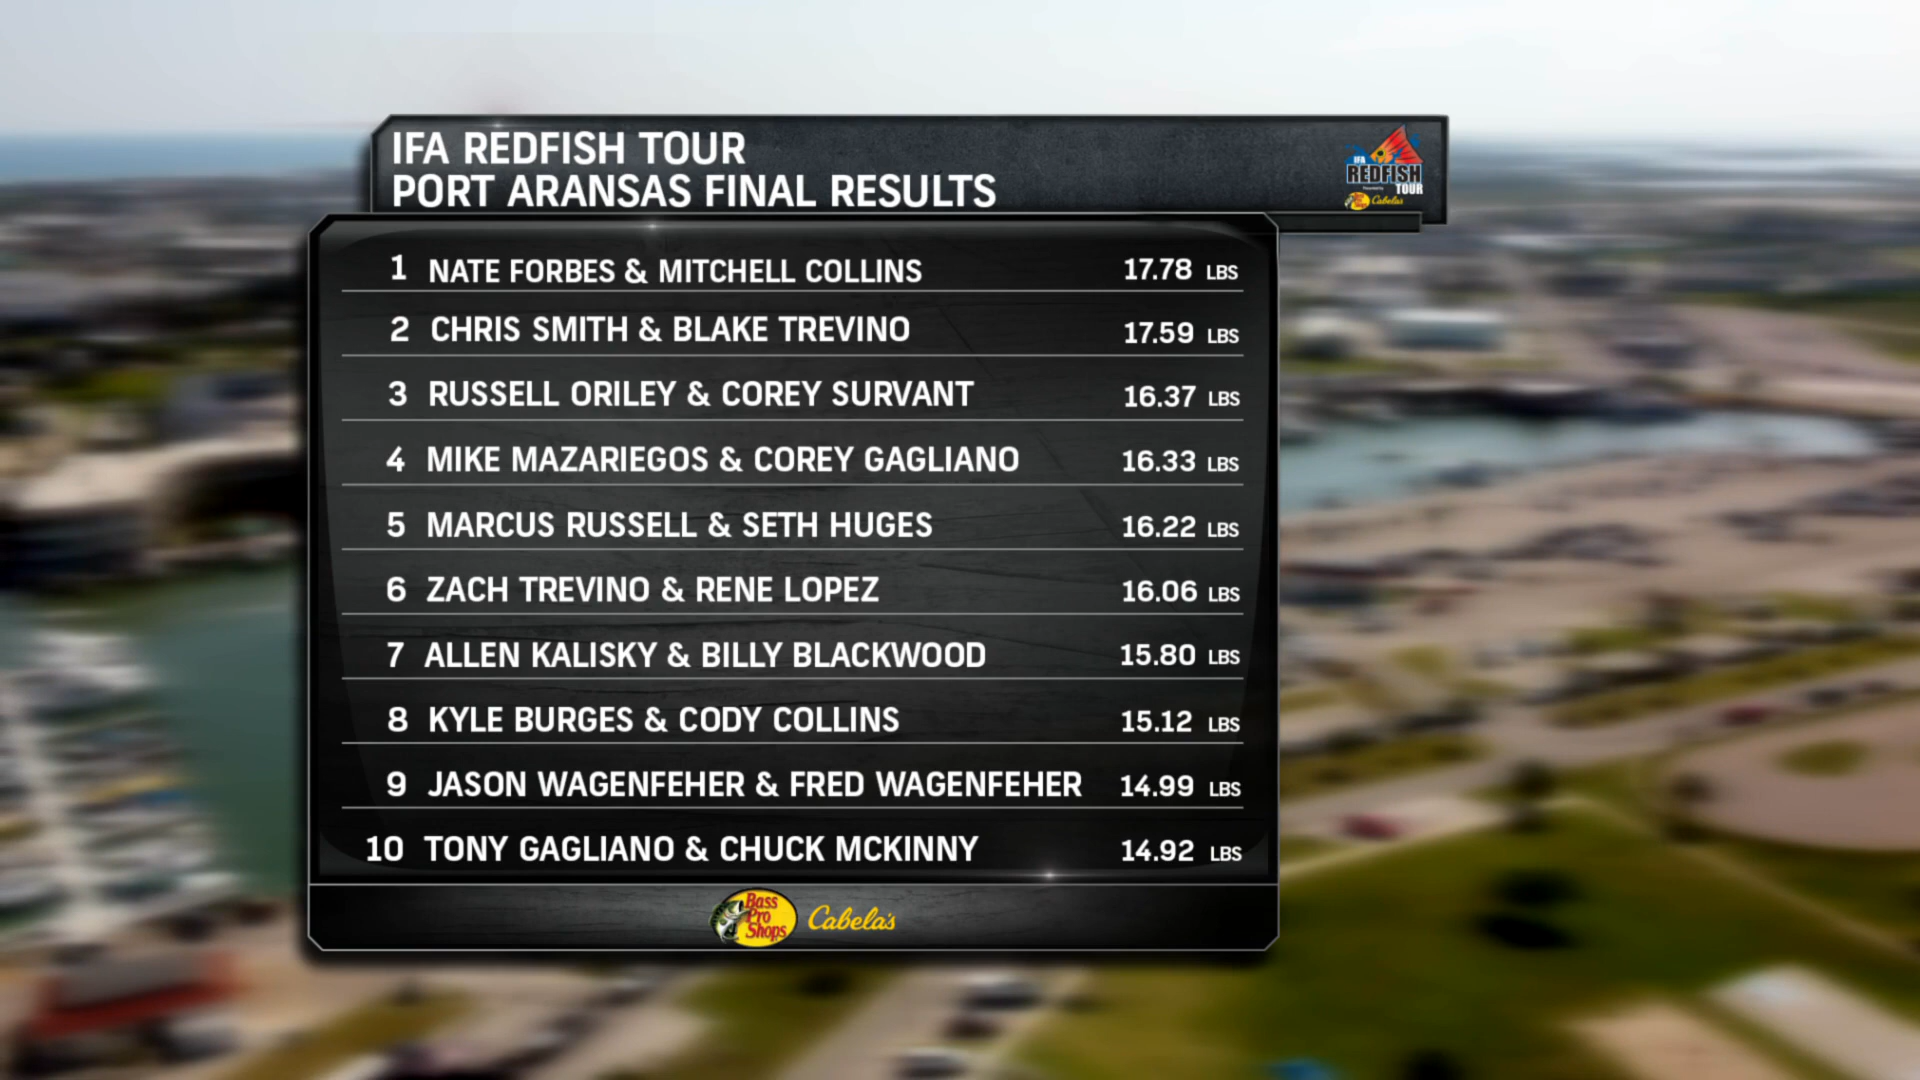 IFA REDFISH TOUR
PORT ARANSAS FINAL RESULTS
IFA
REDFISH
TOUR
Cabela's
1 NATE FORBES & MITCHELL COLLINS 17.78 LBS
2 CHRIS SMITH & BLAKE TREVINO 17.59 LBS
3 RUSSELL ORILEY & COREY SURVANT 16.37 LBS
4 MIKE MAZARIEGOS & COREY GAGLIANO 16.33 LBS
5 MARCUS RUSSELL & SETH HUGES 16.22 LBS
6 ZACH TREVINO & RENE LOPEZ 16.06 LBS
7 ALLEN KALISKY & BILLY BLACKWOOD 15.80 LBS
8 KYLE BURGES & CODY COLLINS 15.12 LBS
9 JASON WAGENFEHER & FRED WAGENFEHER 14.99 LBS
10 TONY GAGLIANO & CHUCK MCKINNY 14.92 LBS
Bass
Pro
Shops
Cabela's